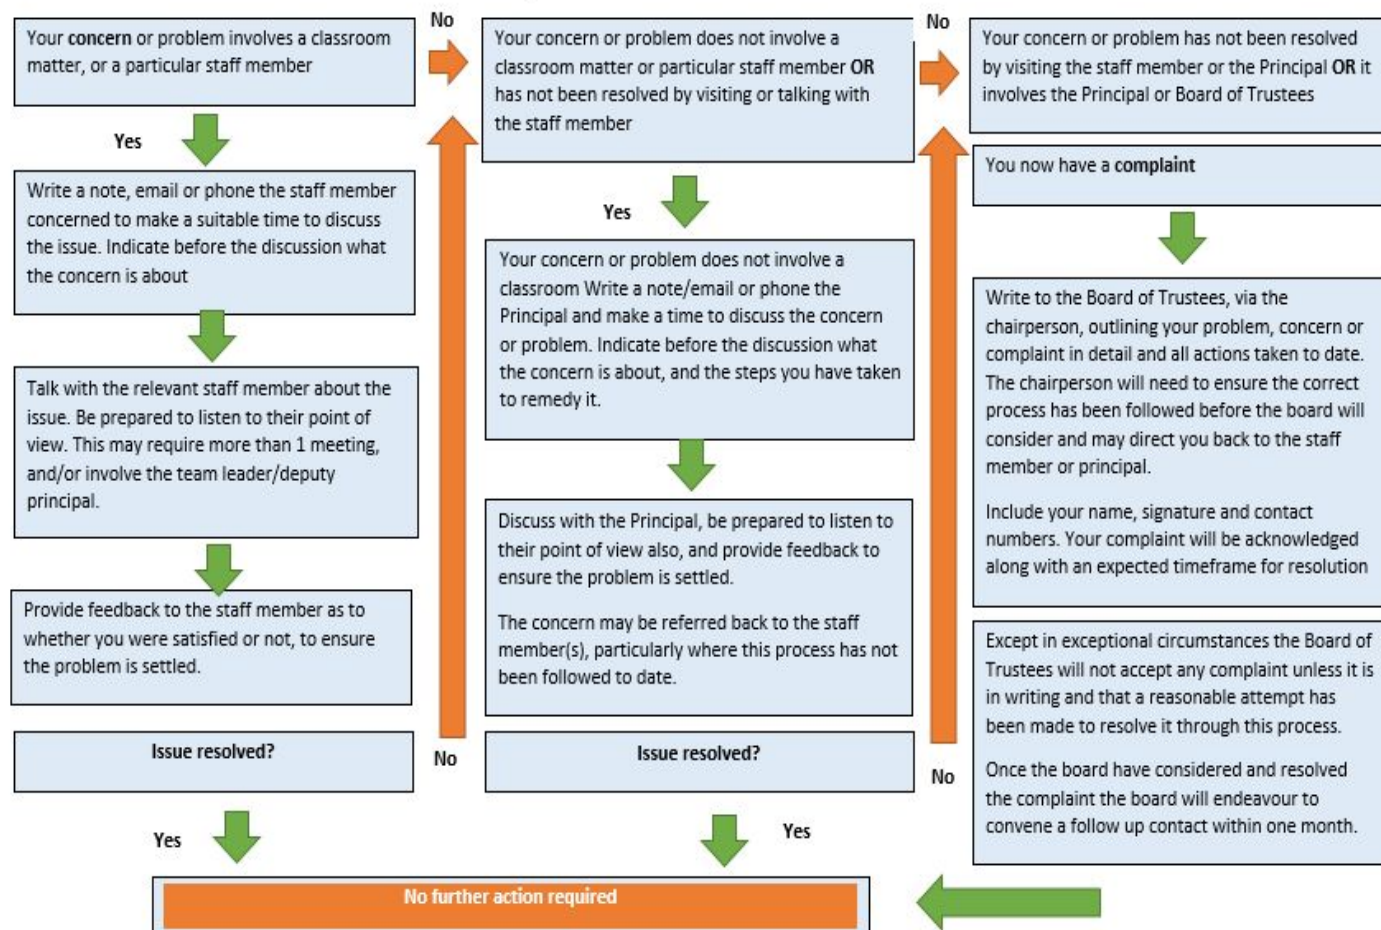 Your concern or problem involves a classroom
matter, or a particular staff member
Yes
Write a note, email or phone the staff member
concerned to make a suitable time to discuss
the issue. Indicate before the discussion what
the concern is about
Talk with the relevant staff member about the
issue. Be prepared to listen to their point of
view. This may require more than 1 meeting,
and/or involve the team leader/deputy
principal.
Provide feedback to the staff member as to
whether you were satisfied or not, to ensure
the problem is settled.
Issue resolved?
Yes
No
No
Your concern or problem does not involve a
classroom matter or particular staff member OR
has not been resolved by visiting or talking with
the staff member
Yes
Your concern or problem does not involve a
classroom Write a note/email or phone the
Principal and make a time to discuss the concern
or problem. Indicate before the discussion what
the concern is about, and the steps you have taken
to remedy it.
Discuss with the Principal, be prepared to listen to
their point of view also, and provide feedback to
ensure the problem is settled.
The concern may be referred back to the staff
member(s), particularly where this process has not
been followed to date.
Issue resolved?
Yes
No
No
Your concern or problem has not been resolved
by visiting the staff member or the Principal OR it
involves the Principal or Board of Trustees
You now have a complaint
Write to the Board of Trustees, via the
chairperson, outlining your problem, concern or
complaint in detail and all actions taken to date.
The chairperson will need to ensure the correct
process has been followed before the board will
consider and may direct you back to the staff
member or principal.
Include your name, signature and contact
numbers. Your complaint will be acknowledged
along with an expected timeframe for resolution
Except in exceptional circumstances the Board of
Trustees will not accept any complaint unless it is
in writing and that a reasonable attempt has
been made to resolve it through this process.
Once the board have considered and resolved
the complaint the board will endeavour to
convene a follow up contact within one month.
No further action required